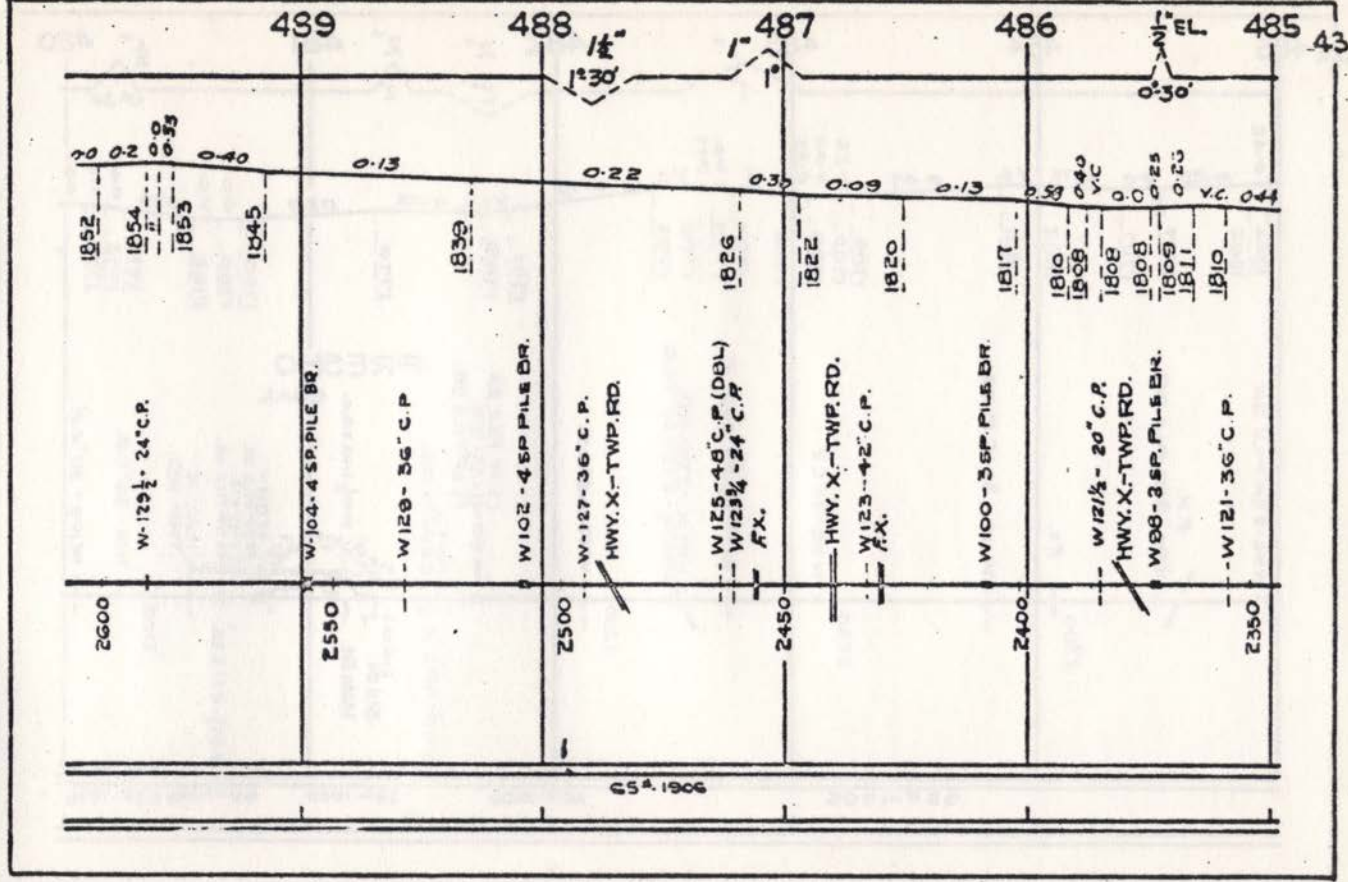 489 488 487 486 485
43
1½" 1" ½" EL.
1°30' 1° 0°30'
0.0 0.2 0.0 0.53 0.40 0.13 0.22 0.30 0.09 0.13 0.59 0.40 V.C. 0.0 0.25 0.20 V.C. 0.44
1852 1854 " 1853 1845 1839 1826 1822 1820 1817 1810 1808 1808 1808 1809 1811 1810
W-129½-24"C.P.
W-104-4 SP. PILE BR.
W129-36"C.P
W102-4 SP PILE BR.
W-127-36"C.P.
HWY. X.-TWP. RD.
W125-48"C.P. (DBL)
W123¾-24"C.P.
F.X.
HWY. X.-TWP. RD.
W123-42"C.P.
F.X.
W100-3 SP. PILE BR.
W121½-20"C.P.
HWY. X.-TWP. RD.
W98-3 SP. PILE BR.
W121-36"C.P.
2600 2550 2500 2450 2400 2350
65#.1906